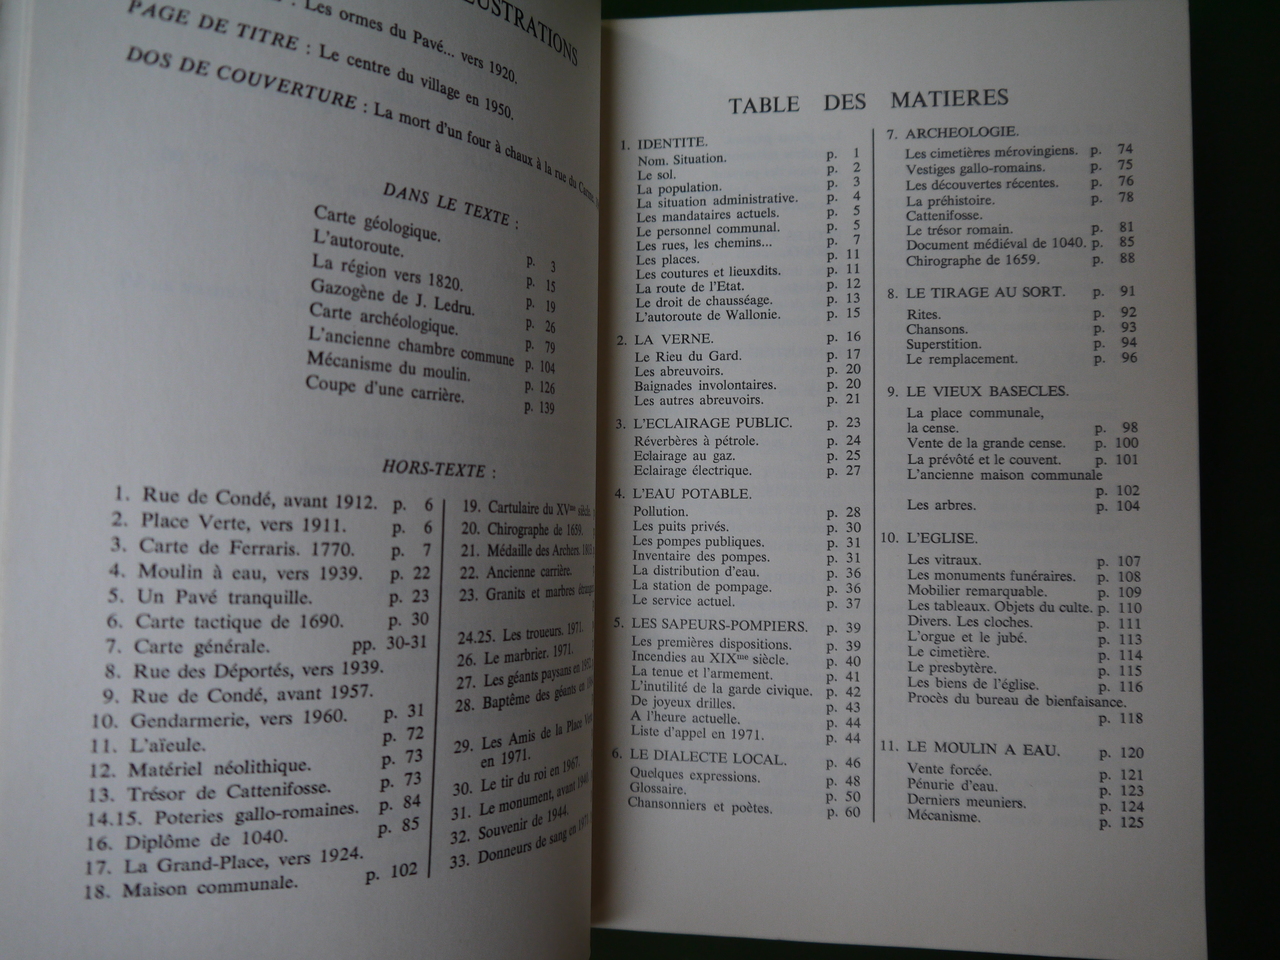 LUSTRATIONS
: Les ormes du Pavé... vers 1920.
PAGE DE TITRE : Le centre du village en 1950.
DOS DE COUVERTURE : La mort d'un four à chaux à la rue du
DANS LE TEXTE :
Carte géologique. p. 3
L'autoroute. p. 15
La région vers 1820. p. 19
Gazogène de J. Ledru. p. 26
Carte archéologique. p. 79
L'ancienne chambre commune p. 104
Mécanisme du moulin. p. 126
Coupe d'une carrière. p. 139
HORS-TEXTE :
1. Rue de Condé, avant 1912. p. 6
2. Place Verte, vers 1911. p. 6
3. Carte de Ferraris. 1770. p. 7
4. Moulin à eau, vers 1939. p. 22
5. Un Pavé tranquille. p. 23
6. Carte tactique de 1690. p. 30
7. Carte générale. pp. 30-31
8. Rue des Déportés, vers 1939.
9. Rue de Condé, avant 1957.
10. Gendarmerie, vers 1960. p. 31
11. L'aïeule. p. 72
12. Matériel néolithique. p. 73
13. Trésor de Cattenifosse. p. 73
14.15. Poteries gallo-romaines. p. 84
16. Diplôme de 1040. p. 85
17. La Grand-Place, vers 1924.
18. Maison communale. p. 102
19. Cartulaire du XVme siècle.
20. Chirographe de 1659.
21. Médaille des Archers.
22. Ancienne carrière.
23. Granits et marbres
24.25. Les troueurs. 1971.
26. Le marbrier. 1971.
27. Les géants paysans en
28. Baptême des géants en
29. Les Amis de la Place
en 1971.
30. Le tir du roi en 1967.
31. Le monument, avant
32. Souvenir de 1944.
33. Donneurs de sang en
TABLE DES MATIERES
1. IDENTITE.
Nom. Situation. p. 1
Le sol. p. 2
La population. p. 3
La situation administrative. p. 4
Les mandataires actuels. p. 5
Le personnel communal. p. 5
Les rues, les chemins... p. 7
Les places. p. 11
Les coutures et lieuxdits. p. 11
La route de l'Etat. p. 12
Le droit de chausséage. p. 13
L'autoroute de Wallonie. p. 15
2. LA VERNE. p. 16
Le Rieu du Gard. p. 17
Les abreuvoirs. p. 20
Baignades involontaires. p. 20
Les autres abreuvoirs. p. 21
3. L'ECLAIRAGE PUBLIC. p. 23
Réverbères à pétrole. p. 24
Eclairage au gaz. p. 25
Eclairage électrique. p. 27
4. L'EAU POTABLE.
Pollution. p. 28
Les puits privés. p. 30
Les pompes publiques. p. 31
Inventaire des pompes. p. 31
La distribution d'eau. p. 36
La station de pompage. p. 36
Le service actuel. p. 37
5. LES SAPEURS-POMPIERS. p. 39
Les premières dispositions. p. 39
Incendies au XIXme siècle. p. 40
La tenue et l'armement. p. 41
L'inutilité de la garde civique. p. 42
De joyeux drilles. p. 43
A l'heure actuelle. p. 44
Liste d'appel en 1971. p. 44
6. LE DIALECTE LOCAL. p. 46
Quelques expressions. p. 48
Glossaire. p. 50
Chansonniers et poètes. p. 60
7. ARCHEOLOGIE.
Les cimetières mérovingiens. p. 74
Vestiges gallo-romains. p. 75
Les découvertes récentes. p. 76
La préhistoire. p. 78
Cattenifosse.
Le trésor romain. p. 81
Document médiéval de 1040. p. 85
Chirographe de 1659. p. 88
8. LE TIRAGE AU SORT. p. 91
Rites. p. 92
Chansons. p. 93
Superstition. p. 94
Le remplacement. p. 96
9. LE VIEUX BASECLES.
La place communale,
la cense. p. 98
Vente de la grande cense. p. 100
La prévôté et le couvent. p. 101
L'ancienne maison communale
p. 102
Les arbres. p. 104
10. L'EGLISE.
Les vitraux. p. 107
Les monuments funéraires. p. 108
Mobilier remarquable. p. 109
Les tableaux. Objets du culte. p. 110
Divers. Les cloches. p. 111
L'orgue et le jubé. p. 113
Le cimetière. p. 114
Le presbytère. p. 115
Les biens de l'église. p. 116
Procès du bureau de bienfaisance.
p. 118
11. LE MOULIN A EAU. p. 120
Vente forcée. p. 121
Pénurie d'eau. p. 123
Derniers meuniers. p. 124
Mécanisme. p. 125